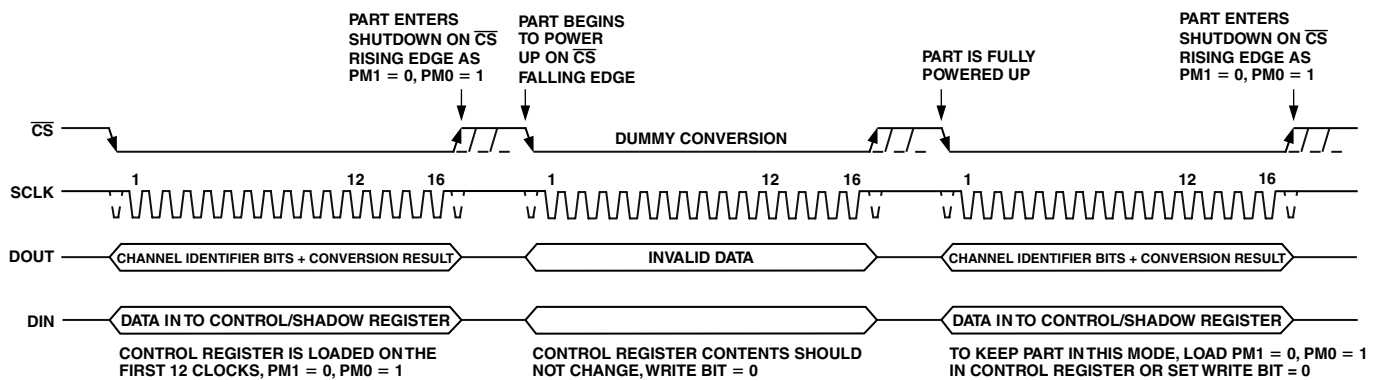 PART ENTERS
SHUTDOWN ON CS
RISING EDGE AS
PM1 = 0, PM0 = 1
PART BEGINS
TO POWER
UP ON CS
FALLING EDGE
PART IS FULLY
POWERED UP
PART ENTERS
SHUTDOWN ON CS
RISING EDGE AS
PM1 = 0, PM0 = 1
CS
DUMMY CONVERSION
SCLK
1 12 16 1 12 16 1 12 16
DOUT
CHANNEL IDENTIFIER BITS + CONVERSION RESULT
INVALID DATA
CHANNEL IDENTIFIER BITS + CONVERSION RESULT
DIN
DATA IN TO CONTROL/SHADOW REGISTER
DATA IN TO CONTROL/SHADOW REGISTER
CONTROL REGISTER IS LOADED ON THE
FIRST 12 CLOCKS, PM1 = 0, PM0 = 1
CONTROL REGISTER CONTENTS SHOULD
NOT CHANGE, WRITE BIT = 0
TO KEEP PART IN THIS MODE, LOAD PM1 = 0, PM0 = 1
IN CONTROL REGISTER OR SET WRITE BIT = 0